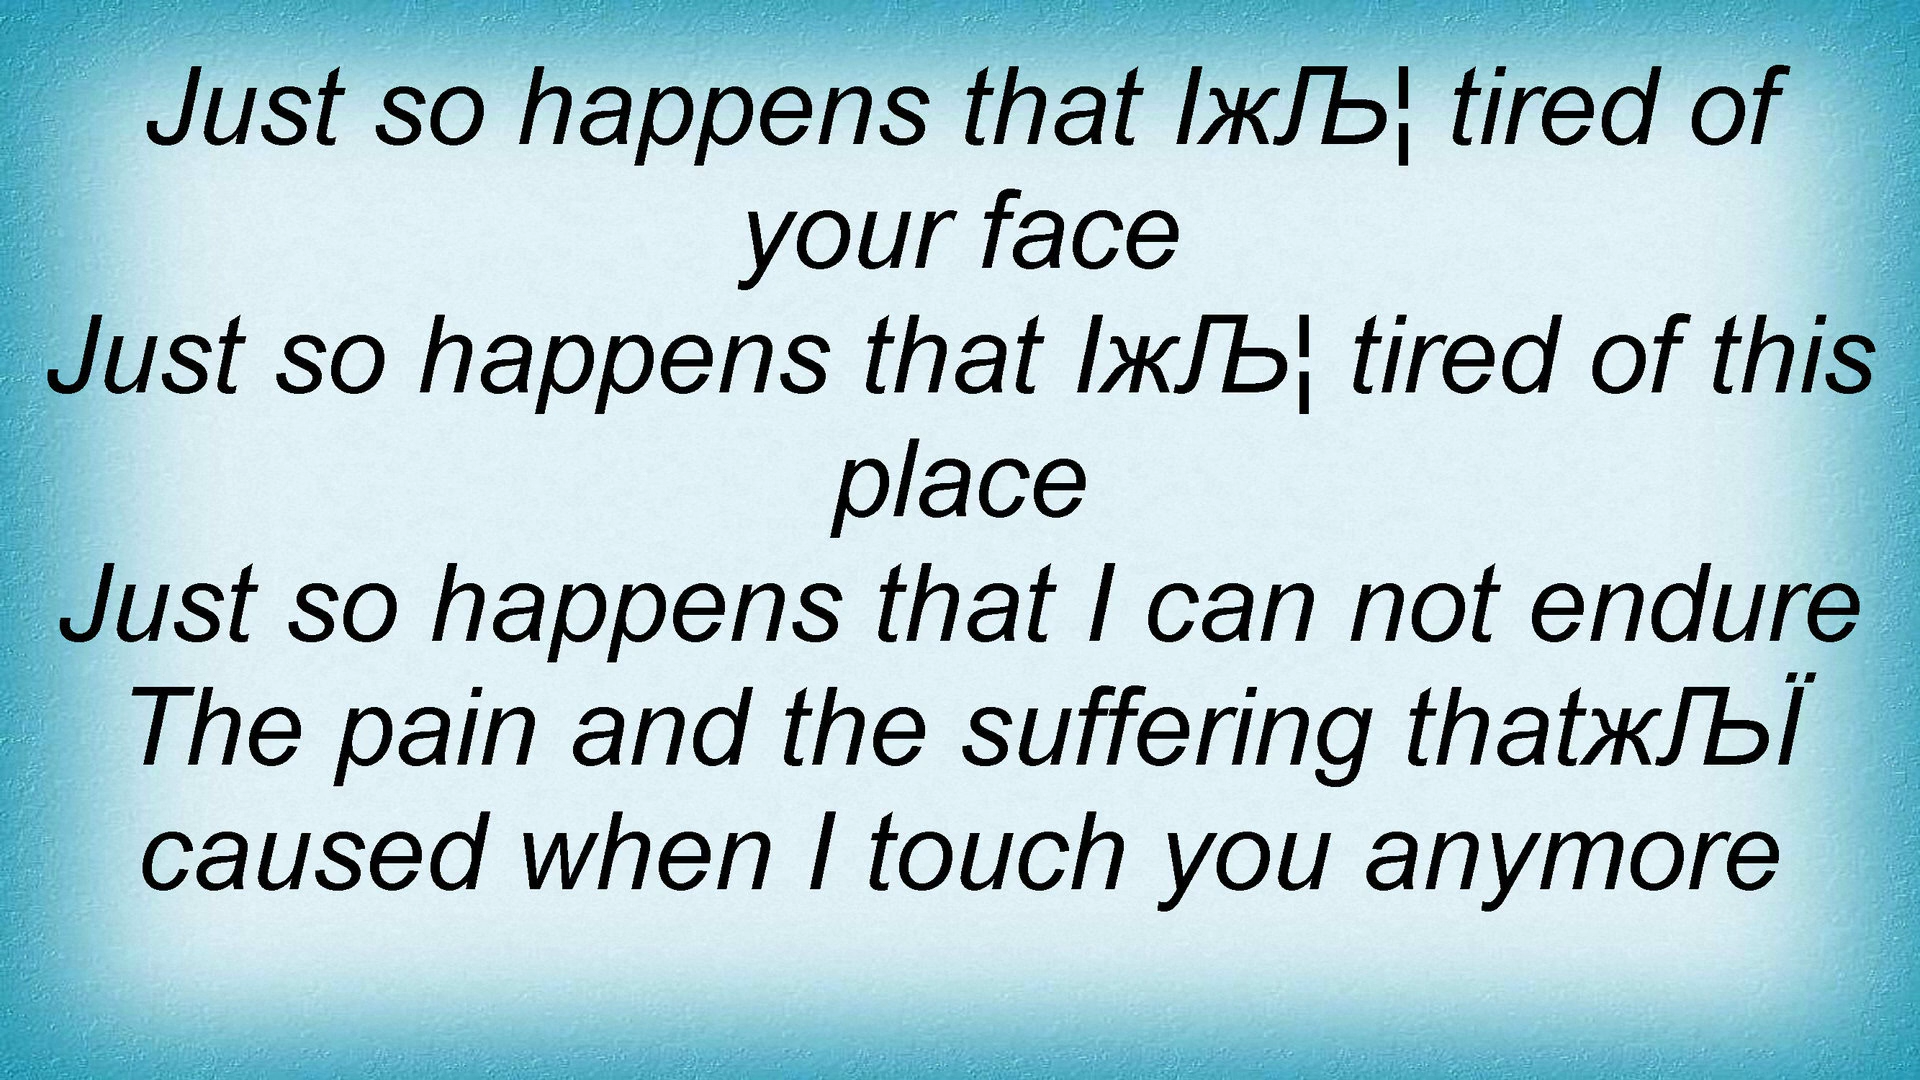 Just so happens that IжЉ¦ tired of
your face
Just so happens that IжЉ¦ tired of this
place
Just so happens that I can not endure
The pain and the suffering thatжЉЇ
caused when I touch you anymore